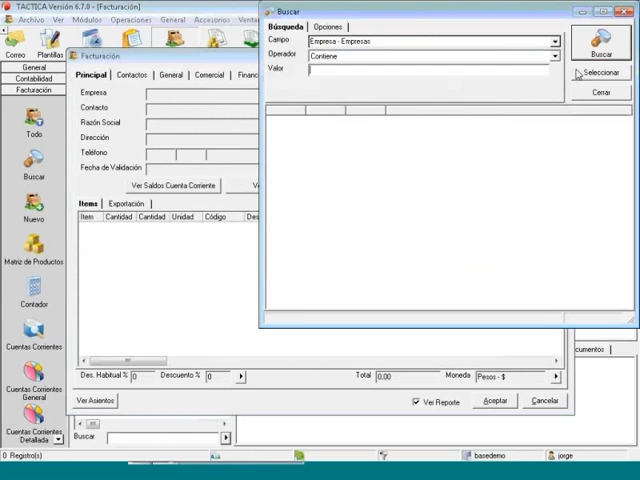 TACTICA Versión 6.7.0 - [Facturación]
Archivo Ver Módulos Operaciones General Accesorios Ventana
Correo Plantillas
General
Contabilidad
Facturación
Todo
Buscar
Nuevo
Matriz de Productos
Contador
Cuentas Corrientes
Cuentas Corrientes
General
Cuentas Corrientes
Detallada
Facturación
Principal Contactos General Comercial
Empresa
Contacto
Razón Social
Dirección
Teléfono
Fecha de Validación
Ver Saldos Cuenta Corriente
Items Exportación
Item Cantidad Cantidad Unidad Código
Des. Habitual % 0 Descuento % 0 Total 0,00 Moneda Pesos - $
Ver Asientos Ver Reporte Aceptar Cancelar
Buscar
0 Registro(s) basedemo jorge
Buscar
Búsqueda Opciones
Campo Empresa - Empresas
Operador Contiene
Valor
Buscar
Seleccionar
Cerrar